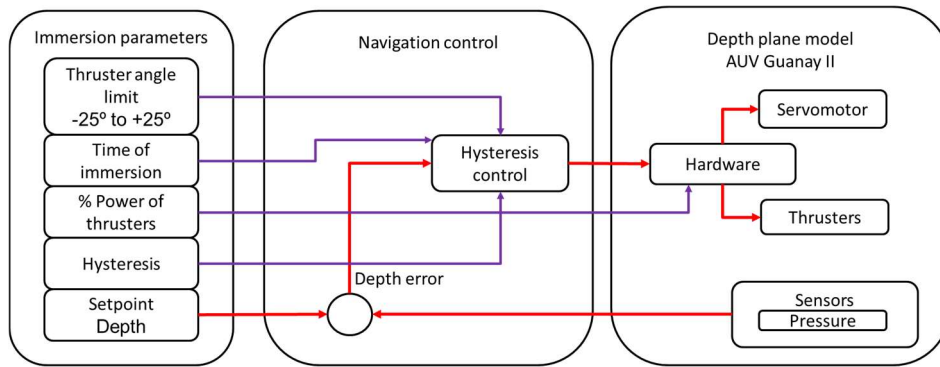 Immersion parameters
Thruster angle
limit
-25º to +25º
Time of
immersion
% Power of
thrusters
Hysteresis
Setpoint
Depth
Navigation control
Hysteresis
control
Depth error
Depth plane model
AUV Guanay II
Servomotor
Hardware
Thrusters
Sensors
Pressure